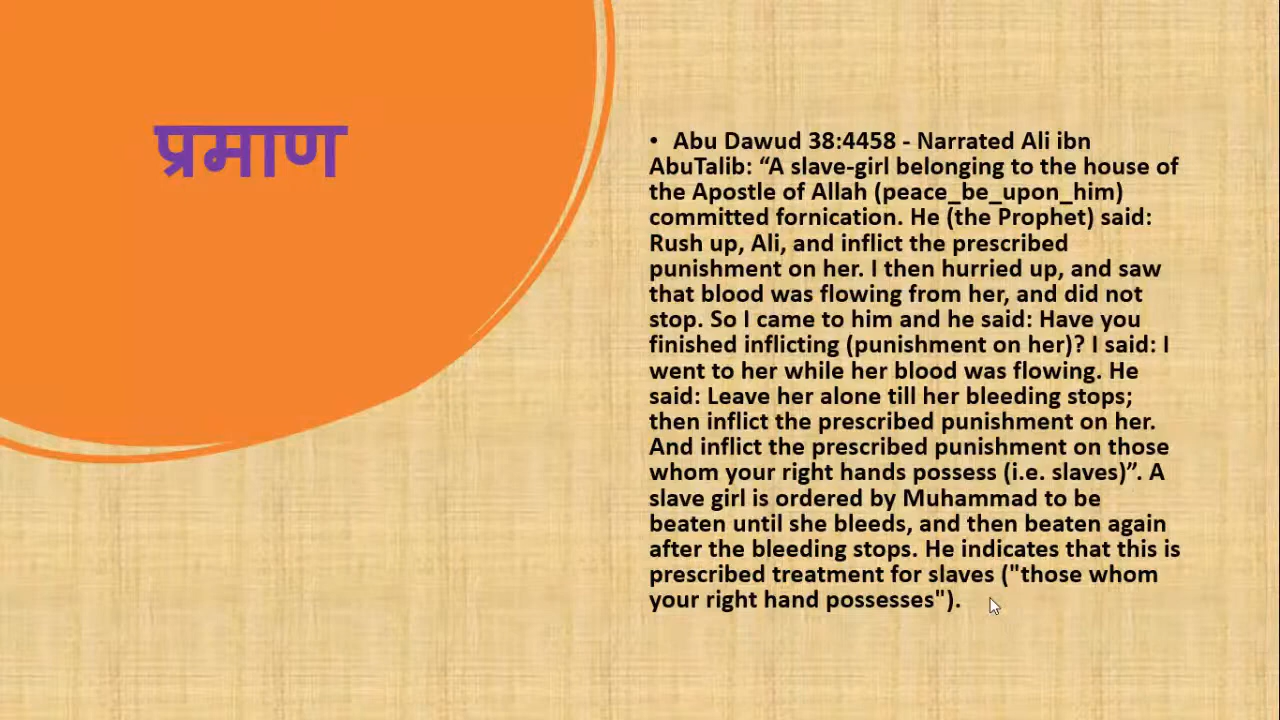 प्रमाण
• Abu Dawud 38:4458 - Narrated Ali ibn
AbuTalib: “A slave-girl belonging to the house of
the Apostle of Allah (peace_be_upon_him)
committed fornication. He (the Prophet) said:
Rush up, Ali, and inflict the prescribed
punishment on her. I then hurried up, and saw
that blood was flowing from her, and did not
stop. So I came to him and he said: Have you
finished inflicting (punishment on her)? I said: I
went to her while her blood was flowing. He
said: Leave her alone till her bleeding stops;
then inflict the prescribed punishment on her.
And inflict the prescribed punishment on those
whom your right hands possess (i.e. slaves)”. A
slave girl is ordered by Muhammad to be
beaten until she bleeds, and then beaten again
after the bleeding stops. He indicates that this is
prescribed treatment for slaves ("those whom
your right hand possesses").